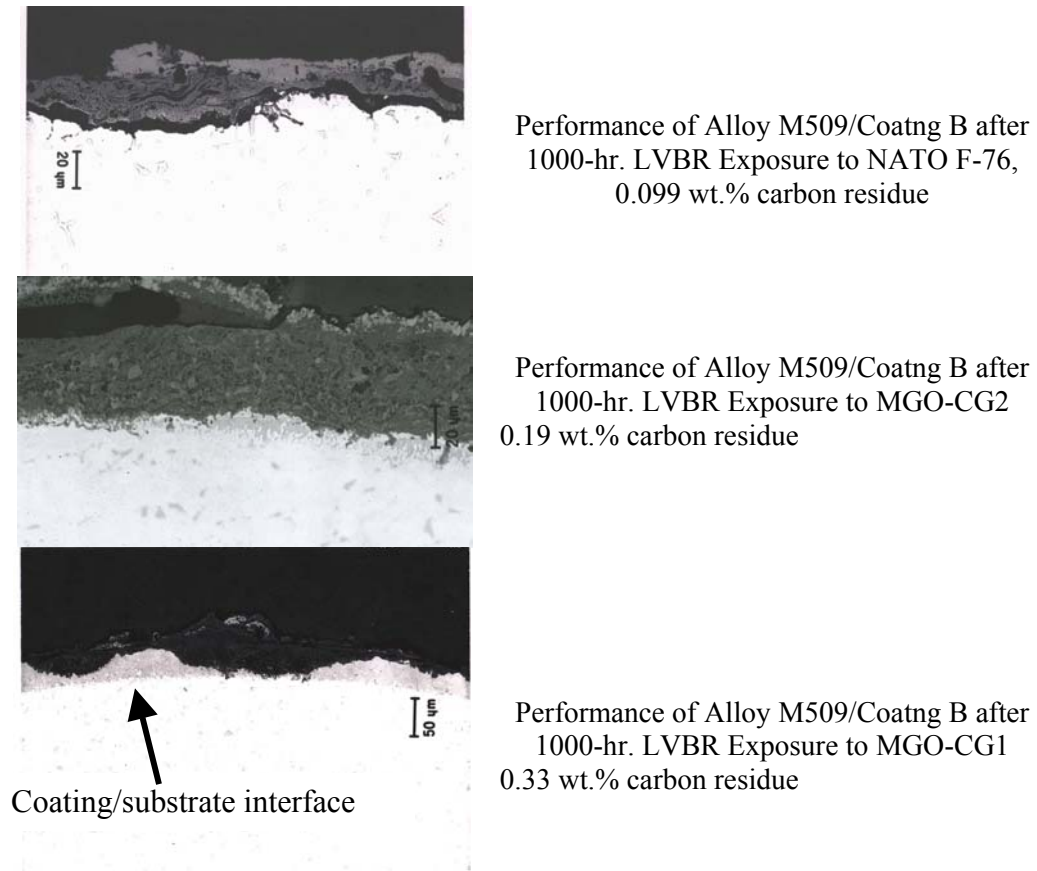 Performance of Alloy M509/Coatng B after
1000-hr. LVBR Exposure to NATO F-76,
0.099 wt.% carbon residue
20 µm
Performance of Alloy M509/Coatng B after
1000-hr. LVBR Exposure to MGO-CG2
0.19 wt.% carbon residue
20 µm
Performance of Alloy M509/Coatng B after
1000-hr. LVBR Exposure to MGO-CG1
0.33 wt.% carbon residue
50 µm
Coating/substrate interface